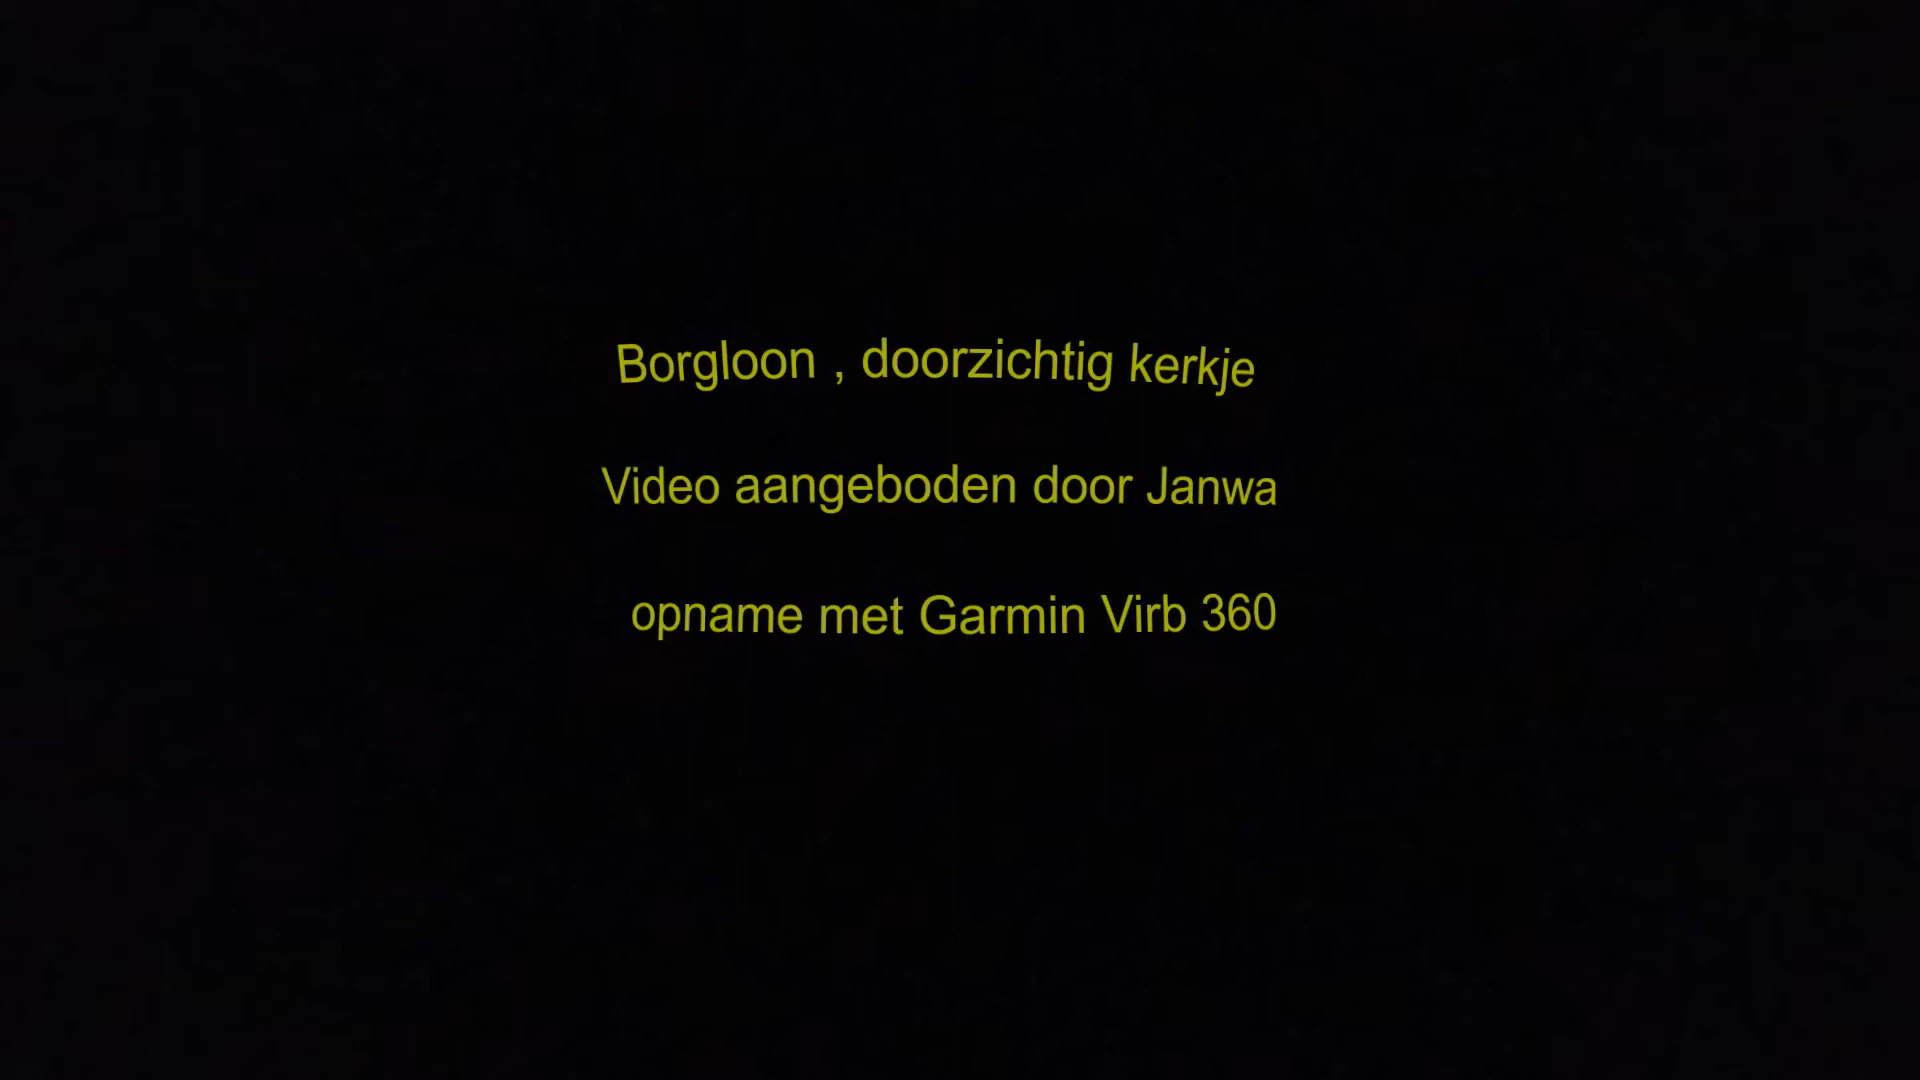 Borgloon , doorzichtig kerkje
Video aangeboden door Janwa
opname met Garmin Virb 360